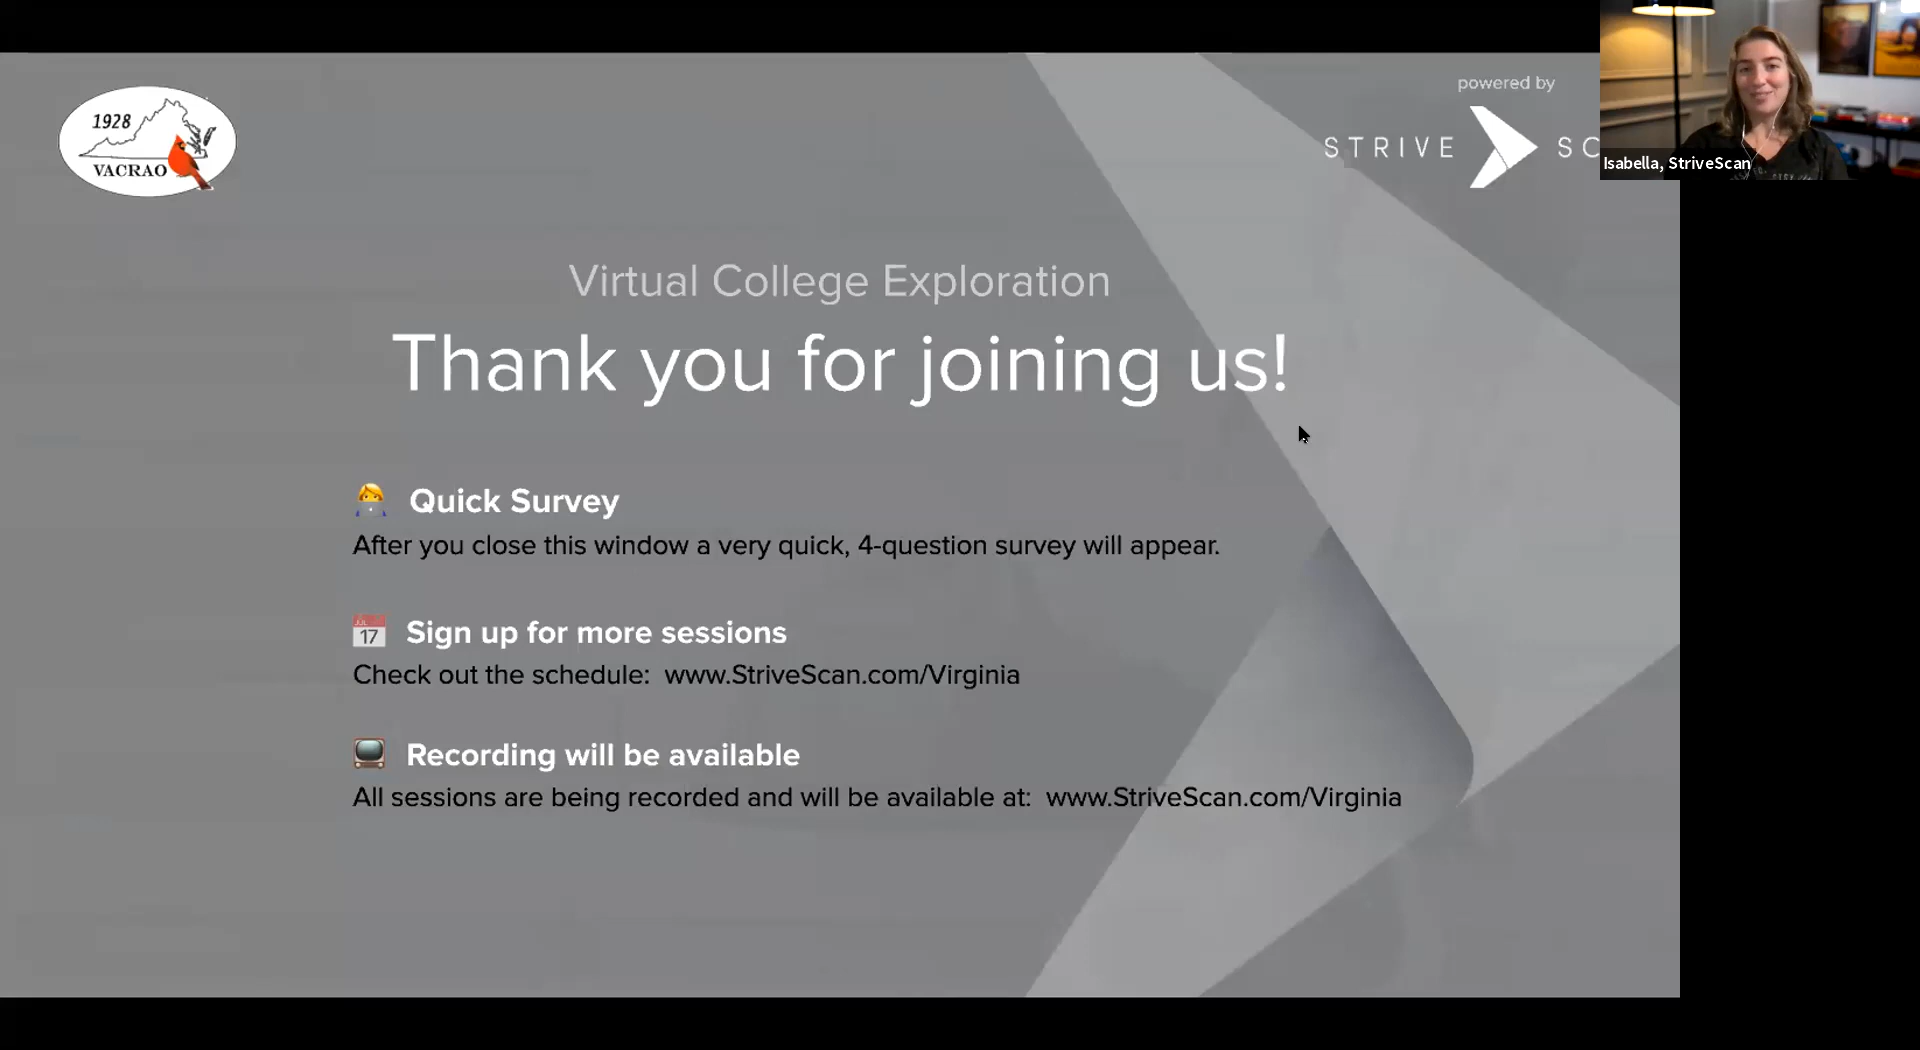 1928
VACRAO
powered by
STRIVE SC
Isabella, StriveScan
Virtual College Exploration
Thank you for joining us!
Quick Survey
After you close this window a very quick, 4-question survey will appear.
JUL
17
Sign up for more sessions
Check out the schedule: www.StriveScan.com/Virginia
Recording will be available
All sessions are being recorded and will be available at: www.StriveScan.com/Virginia